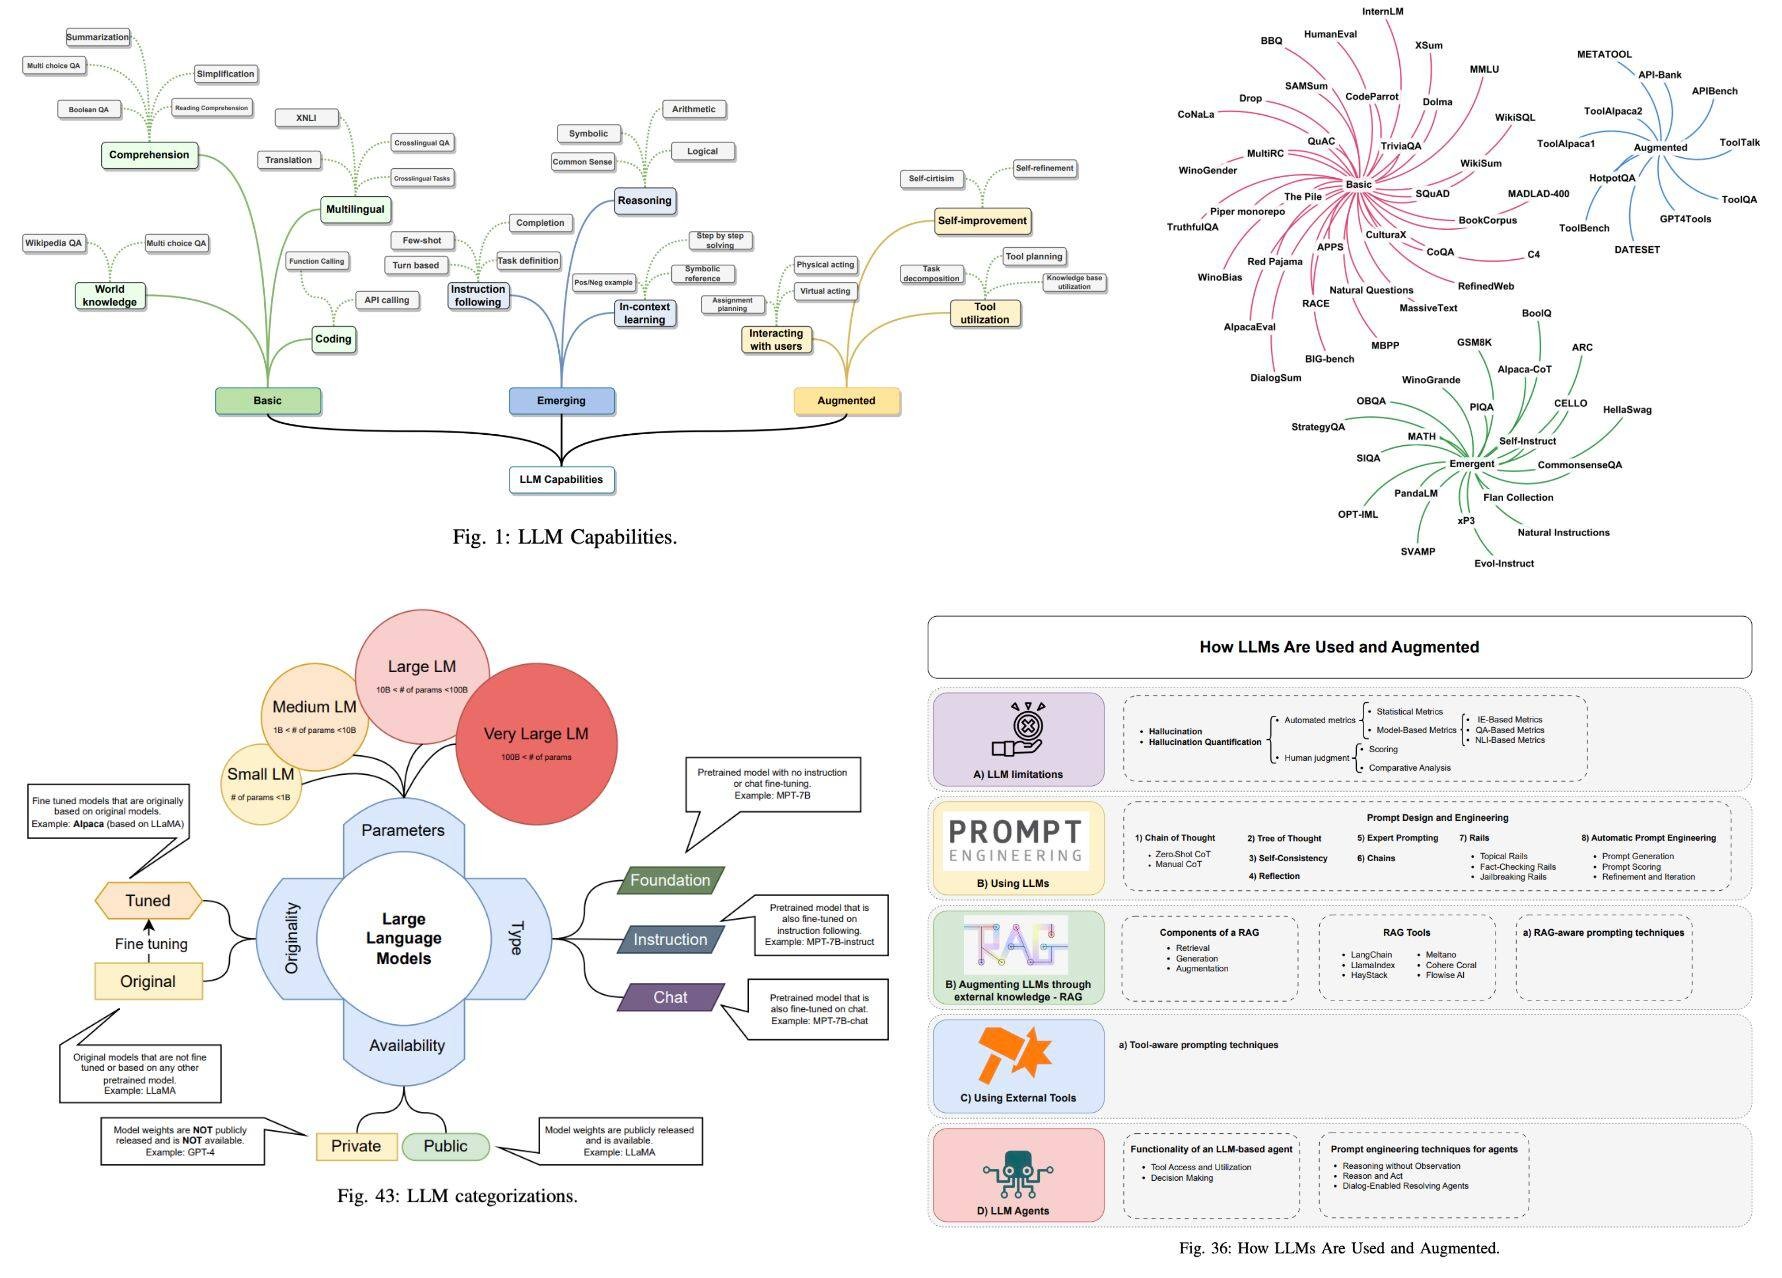 Summarization
Multi choice QA
Simplification
Boolean QA
Reading Comprehension
Comprehension
XNLI
Crosslingual QA
Translation
Crosslingual Tasks
Multilingual
Wikipedia QA
Multi choice QA
World
knowledge
Function Calling
API calling
Coding
Basic
Arithmetic
Symbolic
Logical
Common Sense
Reasoning
Completion
Few-shot
Turn based
Task definition
Instruction
following
Step by step
solving
Pos/Neg example
Symbolic
reference
In-context
learning
Emerging
Self-cirtisim
Self-refinement
Self-improvement
Tool planning
Task
decomposition
Knowledge base
utilization
Tool
utilization
Physical acting
Virtual acting
Assignment
planning
Interacting
with users
Augmented
LLM Capabilities
Fig. 1: LLM Capabilities.
InternLM
HumanEval
BBQ
XSum
MMLU
SAMSum
CodeParrot
Drop
Dolma
CoNaLa
WikiSQL
QuAC
TriviaQA
MultiRC
WikiSum
WinoGender
Basic
SQuAD
MADLAD-400
The Pile
Piper monorepo
BookCorpus
TruthfulQA
CulturaX
APPS
CoQA
C4
Red Pajama
WinoBias
RefinedWeb
Natural Questions
RACE
MassiveText
AlpacaEval
MBPP
BIG-bench
DialogSum
METATOOL
API-Bank
APIBench
ToolAlpaca2
ToolAlpaca1
Augmented
ToolTalk
HotpotQA
ToolQA
GPT4Tools
ToolBench
DATESET
BoolQ
GSM8K
ARC
Alpaca-CoT
WinoGrande
OBQA
PIQA
CELLO
HellaSwag
StrategyQA
MATH
Self-Instruct
SIQA
Emergent
CommonsenseQA
PandaLM
Flan Collection
OPT-IML
xP3
Natural Instructions
SVAMP
Evol-Instruct
Large LM
10B < # of params <100B
Medium LM
1B < # of params <10B
Very Large LM
100B < # of params
Small LM
# of params <1B
Parameters
Fine tuned models that are originally
based on original models.
Example: Alpaca (based on LLaMA)
Tuned
Fine tuning
Original
Original models that are not fine
tuned or based on any other
pretrained model.
Example: LLaMA
Originality
Large
Language
Models
Type
Pretrained model with no instruction
or chat fine-tuning.
Example: MPT-7B
Foundation
Pretrained model that is
also fine-tuned on
instruction following.
Example: MPT-7B-instruct
Instruction
Chat
Pretrained model that is
also fine-tuned on chat.
Example: MPT-7B-chat
Availability
Model weights are NOT publicly
released and is NOT available.
Example: GPT-4
Private
Public
Model weights are publicly released
and is available.
Example: LLaMA
Fig. 43: LLM categorizations.
How LLMs Are Used and Augmented
A) LLM limitations
• Hallucination
• Hallucination Quantification
• Automated metrics
• Statistical Metrics
• Model-Based Metrics
• IE-Based Metrics
• QA-Based Metrics
• NLI-Based Metrics
• Human judgment
• Scoring
• Comparative Analysis
PROMPT
ENGINEERING
B) Using LLMs
Prompt Design and Engineering
1) Chain of Thought
• Zero-Shot CoT
• Manual CoT
2) Tree of Thought
3) Self-Consistency
4) Reflection
5) Expert Prompting
6) Chains
7) Rails
• Topical Rails
• Fact-Checking Rails
• Jailbreaking Rails
8) Automatic Prompt Engineering
• Prompt Generation
• Prompt Scoring
• Refinement and Iteration
RAG
B) Augmenting LLMs through
external knowledge - RAG
Components of a RAG
• Retrieval
• Generation
• Augmentation
RAG Tools
• LangChain
• LlamaIndex
• HayStack
• Meltano
• Cohere Coral
• Flowise AI
a) RAG-aware prompting techniques
C) Using External Tools
a) Tool-aware prompting techniques
D) LLM Agents
Functionality of an LLM-based agent
• Tool Access and Utilization
• Decision Making
Prompt engineering techniques for agents
• Reasoning without Observation
• Reason and Act
• Dialog-Enabled Resolving Agents
Fig. 36: How LLMs Are Used and Augmented.